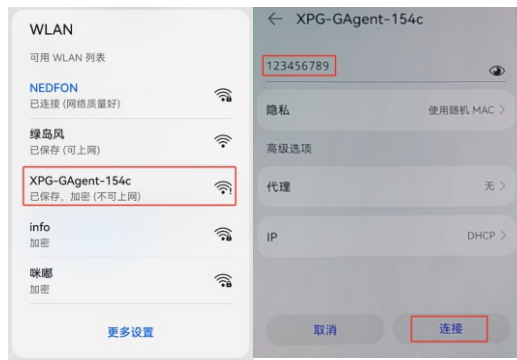 WLAN
可用 WLAN 列表
NEDFON
已连接 (网络质量好)
绿岛风
已保存 (可上网)
XPG-GAgent-154c
已保存，加密 (不可上网)
info
加密
咪嘟
加密
更多设置
XPG-GAgent-154c
123456789
隐私
使用随机 MAC
高级选项
代理
无
IP
DHCP
取消
连接